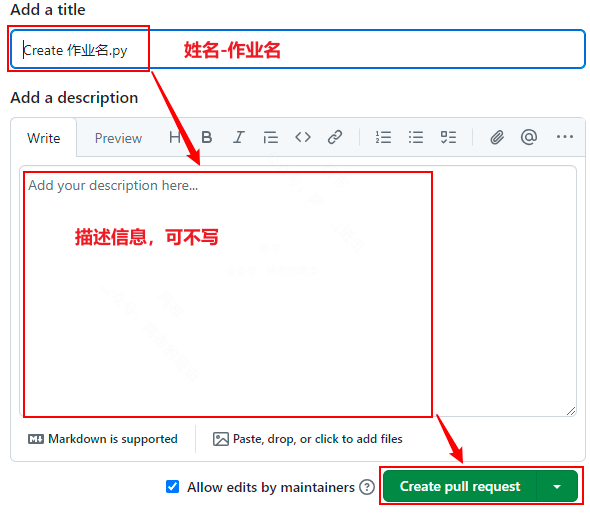 Add a title
Create 作业名.py
姓名-作业名
Add a description
Write Preview H B I
Add your description here...
描述信息，可不写
Markdown is supported
Paste, drop, or click to add files
Allow edits by maintainers
Create pull request